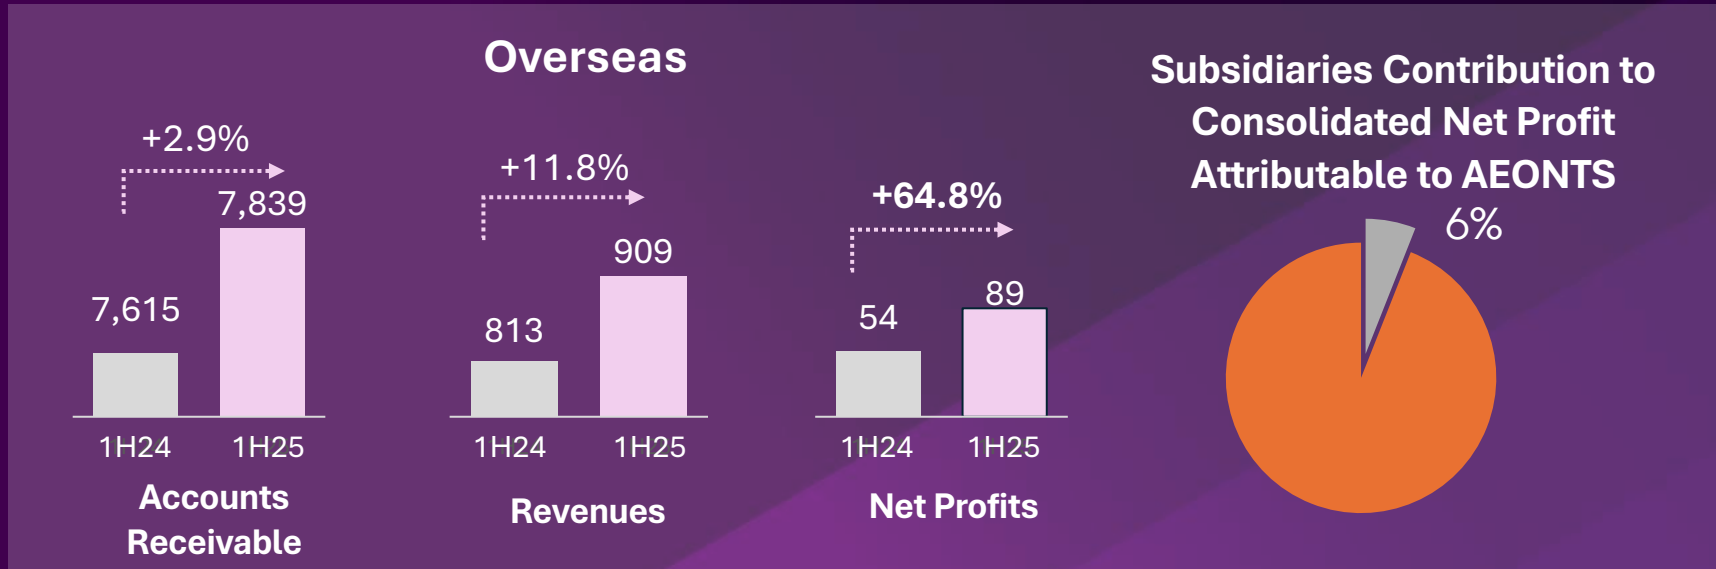 Overseas
+2.9%
7,615
7,839
1H24
1H25
Accounts
Receivable
+11.8%
813
909
1H24
1H25
Revenues
+64.8%
54
89
1H24
1H25
Net Profits
Subsidiaries Contribution to
Consolidated Net Profit
Attributable to AEONTS
6%